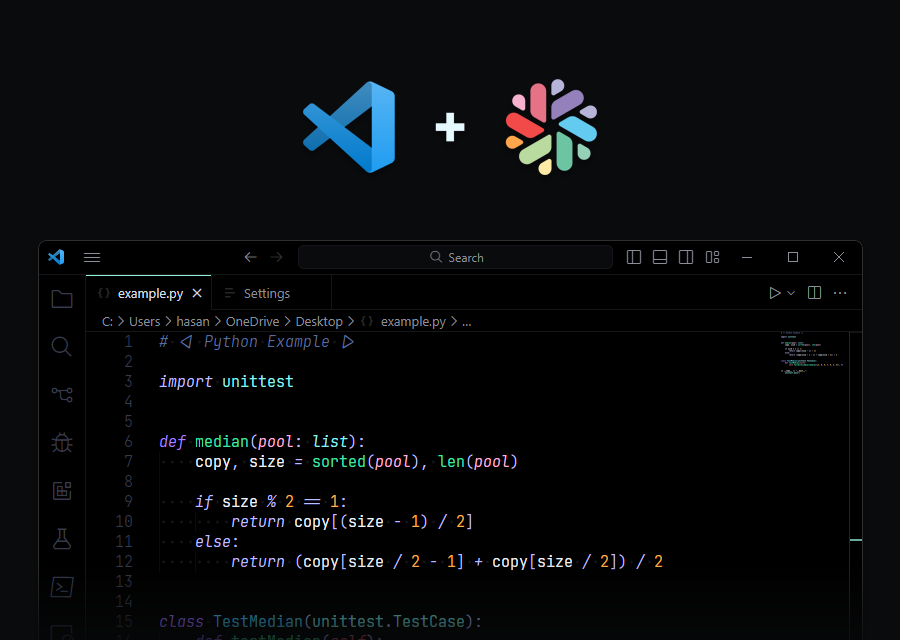 Search
example.py
Settings
C: > Users > hasan > OneDrive > Desktop > {} example.py > ...
1 # ◁ Python Example ▷
2
3 import unittest
4
5
6 def median(pool: list):
7 copy, size = sorted(pool), len(pool)
8
9 if size % 2 == 1:
10 return copy[(size - 1) / 2]
11 else:
12 return (copy[size / 2 - 1] + copy[size / 2]) / 2
13
14
15 class TestMedian(unittest.TestCase):
def testMedian(self):